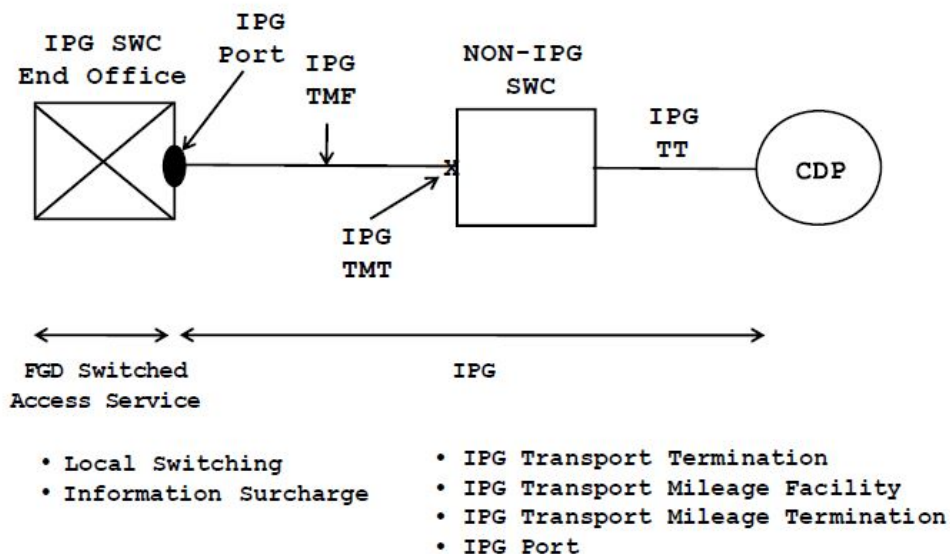 IPG SWC
End Office
IPG
Port
IPG
TMF
NON-IPG
SWC
IPG
TT
CDP
X
IPG
TMT
FGD Switched
Access Service
IPG
• Local Switching
• Information Surcharge
• IPG Transport Termination
• IPG Transport Mileage Facility
• IPG Transport Mileage Termination
• IPG Port